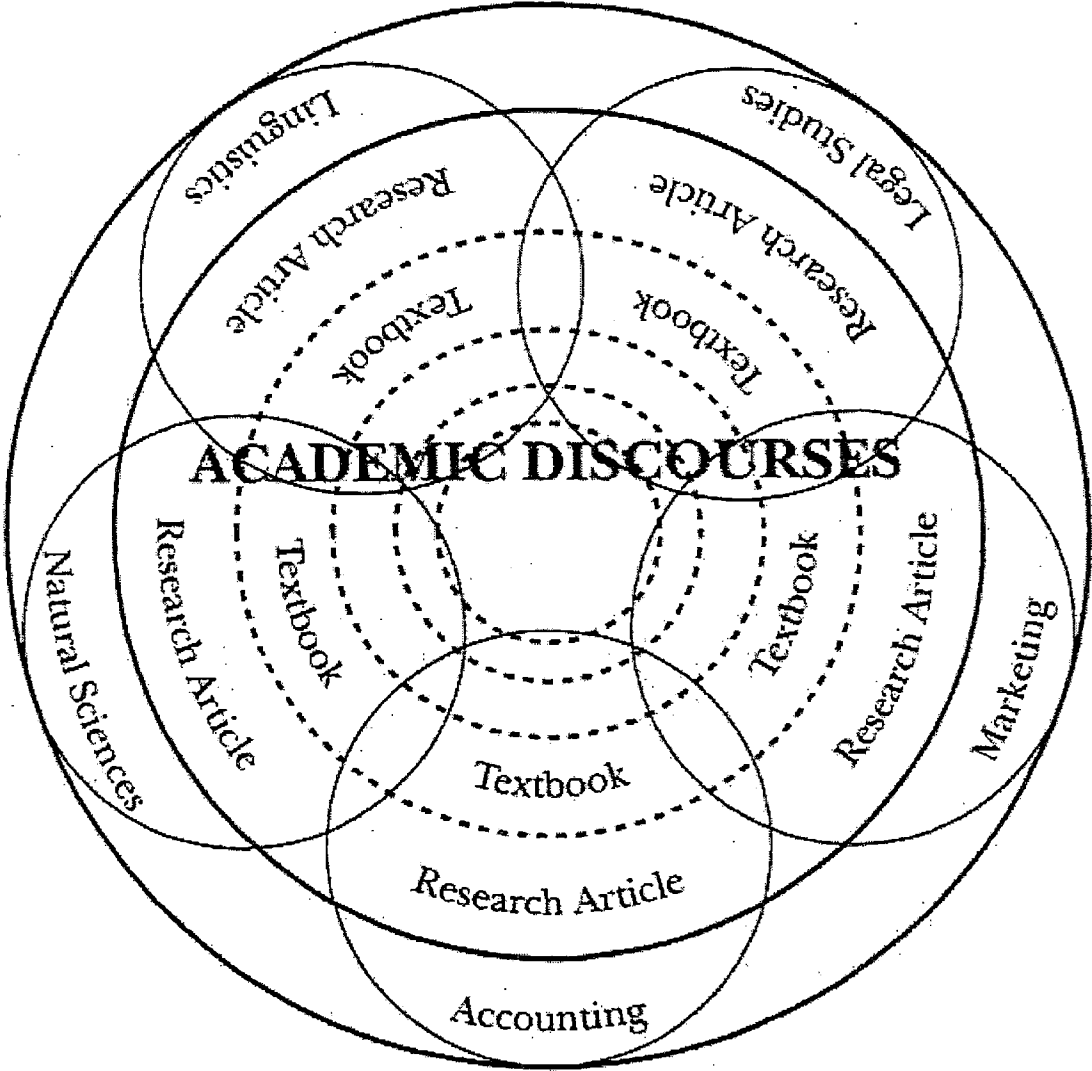 Linguistics
Legal Studies
Research Article
Research Article
Textbook
Textbook
ACADEMIC DISCOURSES
Natural Sciences
Research Article
Textbook
Textbook
Research Article
Marketing
Textbook
Research Article
Accounting